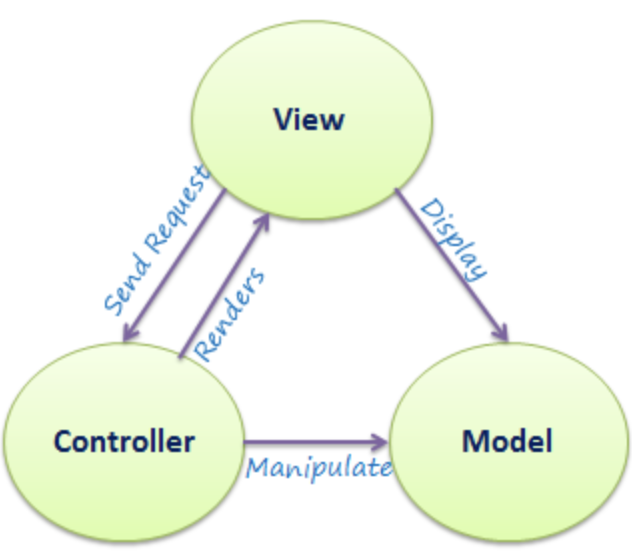 View
Send Request
Renders
Display
Controller
Manipulate
Model